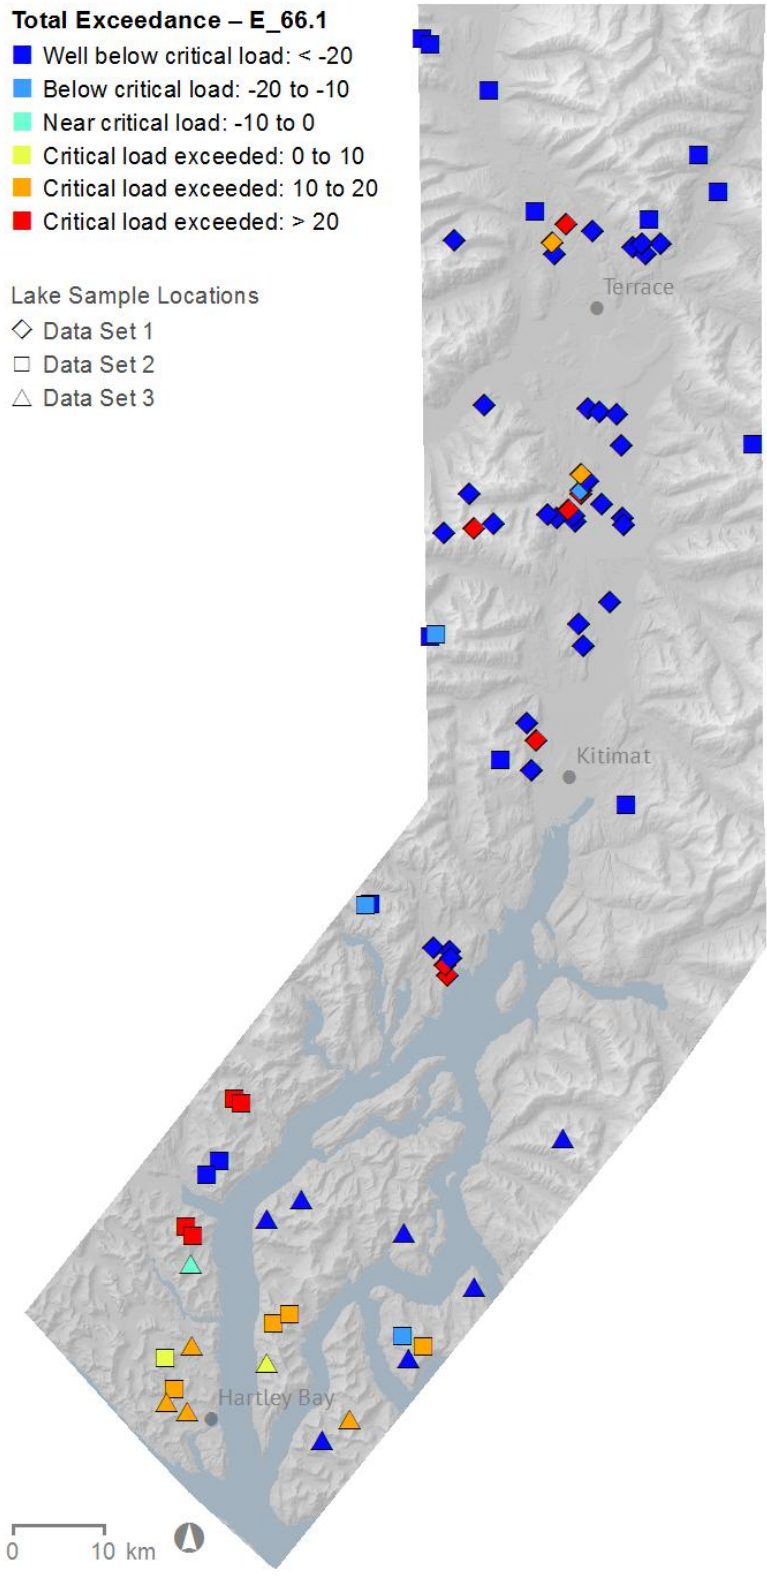 Total Exceedance – E_66.1
Well below critical load: < -20
Below critical load: -20 to -10
Near critical load: -10 to 0
Critical load exceeded: 0 to 10
Critical load exceeded: 10 to 20
Critical load exceeded: > 20
Lake Sample Locations
Data Set 1
Data Set 2
Data Set 3
Terrace
Kitimat
Hartley Bay
0 10 km